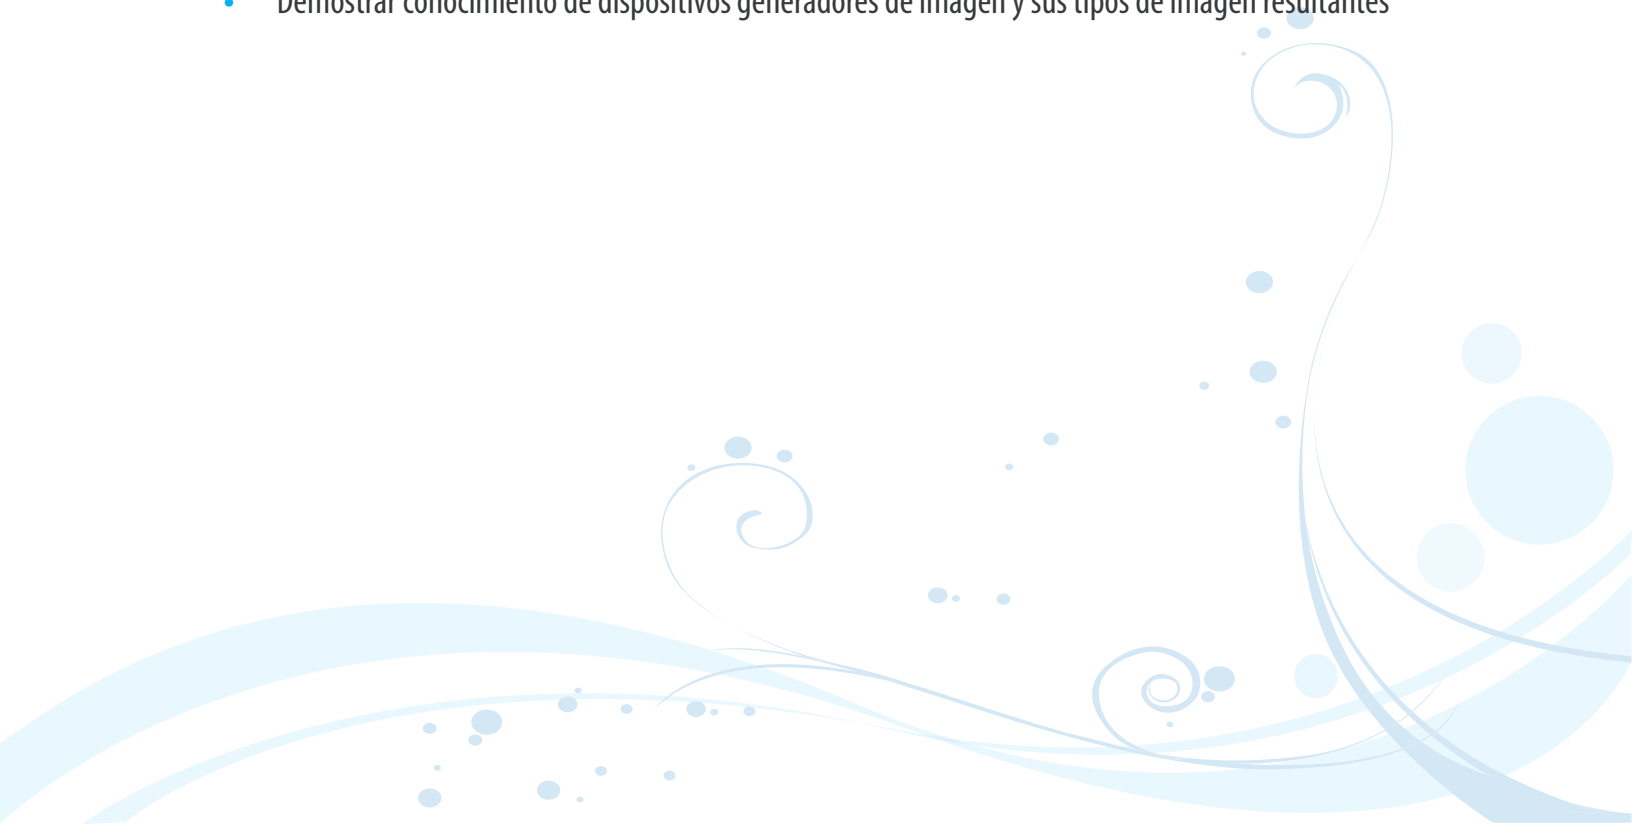 • Demostrar conocimiento de dispositivos generadores de imagen y sus tipos de imagen resultantes